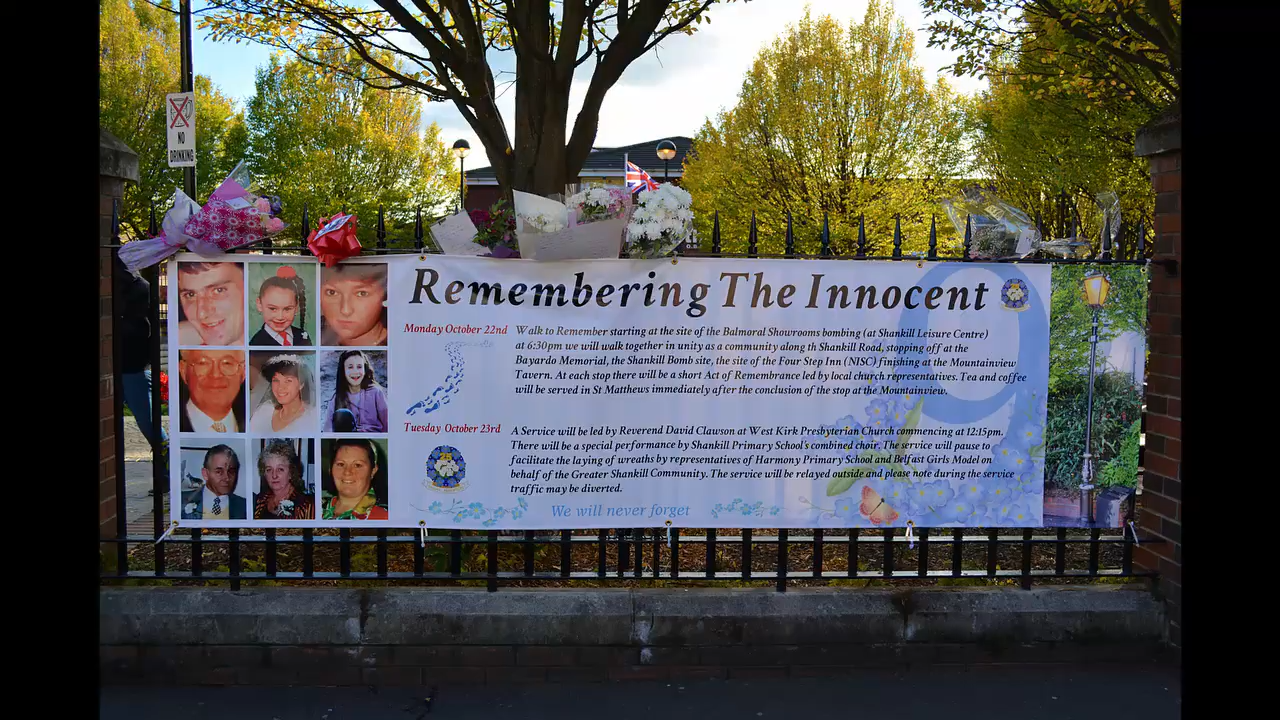 NO
DRINKING
Remembering The Innocent
Monday October 22nd
Walk to Remember starting at the site of the Balmoral Showrooms bombing (at Shankill Leisure Centre)
at 6:30pm we will walk together in unity as a community along th Shankill Road, stopping off at the
Bayardo Memorial, the Shankill Bomb site, the site of the Four Step Inn (NISC) finishing at the Mountainview
Tavern. At each stop there will be a short Act of Remembrance led by local church representatives. Tea and coffee
will be served in St Matthews immediately after the conclusion of the stop at the Mountainview.
Tuesday October 23rd
A Service will be led by Reverend David Clawson at West Kirk Presbyterian Church commencing at 12:15pm.
There will be a special performance by Shankill Primary School's combined choir. The service will pause to
facilitate the laying of wreaths by representatives of Harmony Primary School and Belfast Girls Model on
behalf of the Greater Shankill Community. The service will be relayed outside and please note during the service
traffic may be diverted.
We will never forget
9